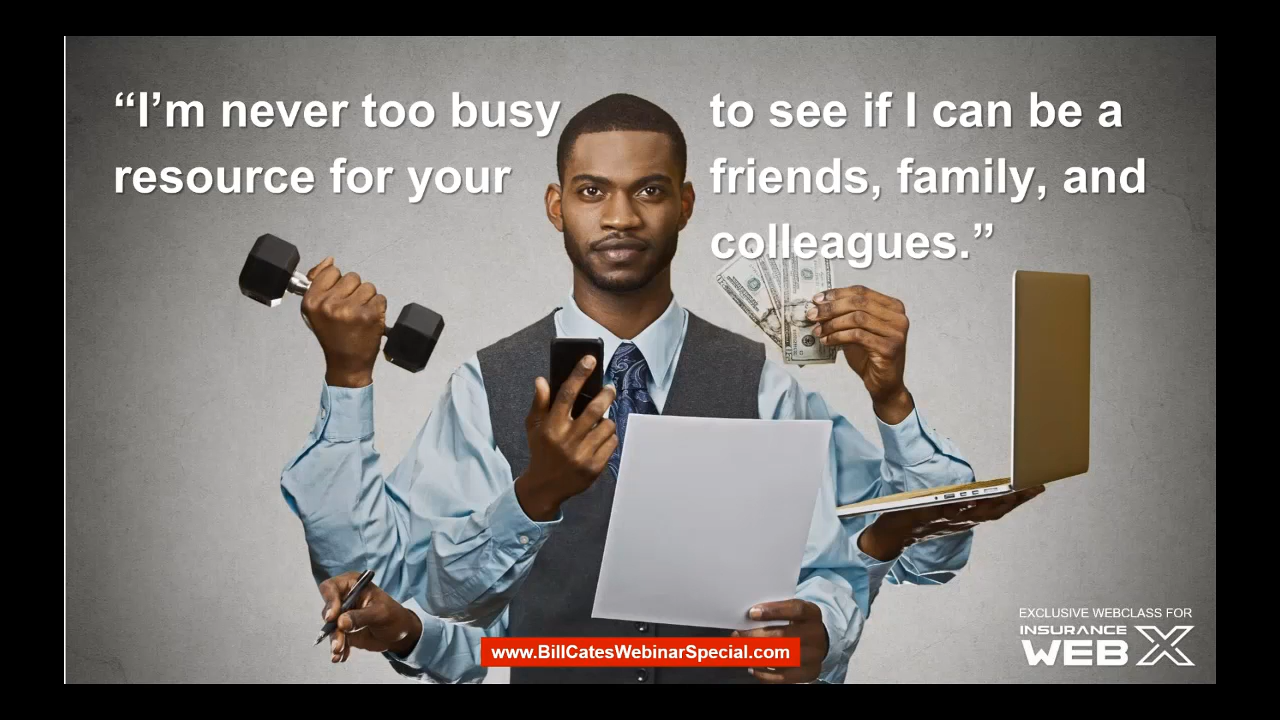 “I’m never too busy to see if I can be a
resource for your friends, family, and
colleagues.”
EXCLUSIVE WEBCLASS FOR
INSURANCE
WEB X
www.BillCatesWebinarSpecial.com